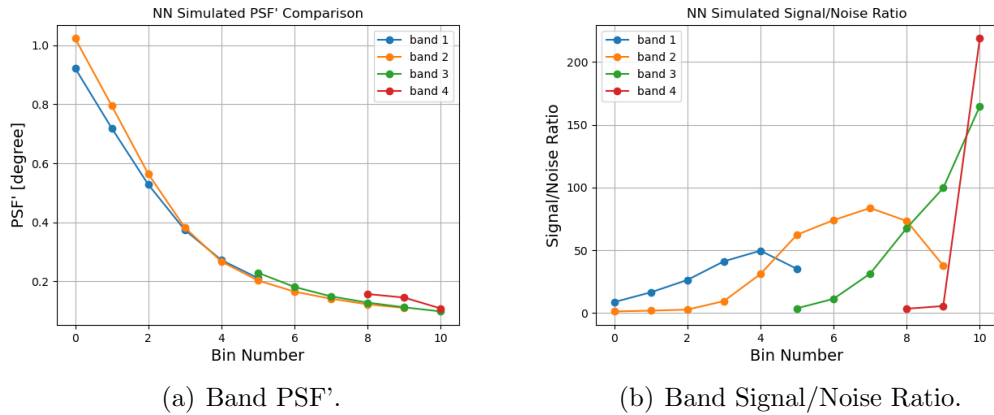 NN Simulated PSF' Comparison
PSF' [degree]
1.0
0.8
0.6
0.4
0.2
0 2 4 6 8 10
Bin Number
band 1
band 2
band 3
band 4
(a) Band PSF'.
NN Simulated Signal/Noise Ratio
Signal/Noise Ratio
200
150
100
50
0
0 2 4 6 8 10
Bin Number
band 1
band 2
band 3
band 4
(b) Band Signal/Noise Ratio.